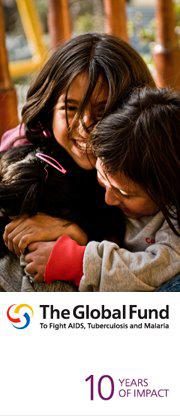 The Global Fund
To Fight AIDS, Tuberculosis and Malaria
10 YEARS
OF IMPACT